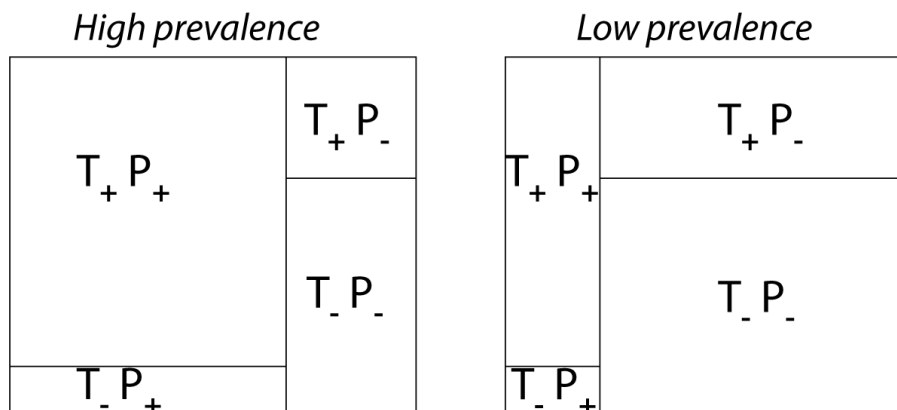 High prevalence
T₊ P₊
T₊ P₋
T₋ P₋
T₋ P₊
Low prevalence
T₊ P₊
T₊ P₋
T₋ P₋
T₋ P₊